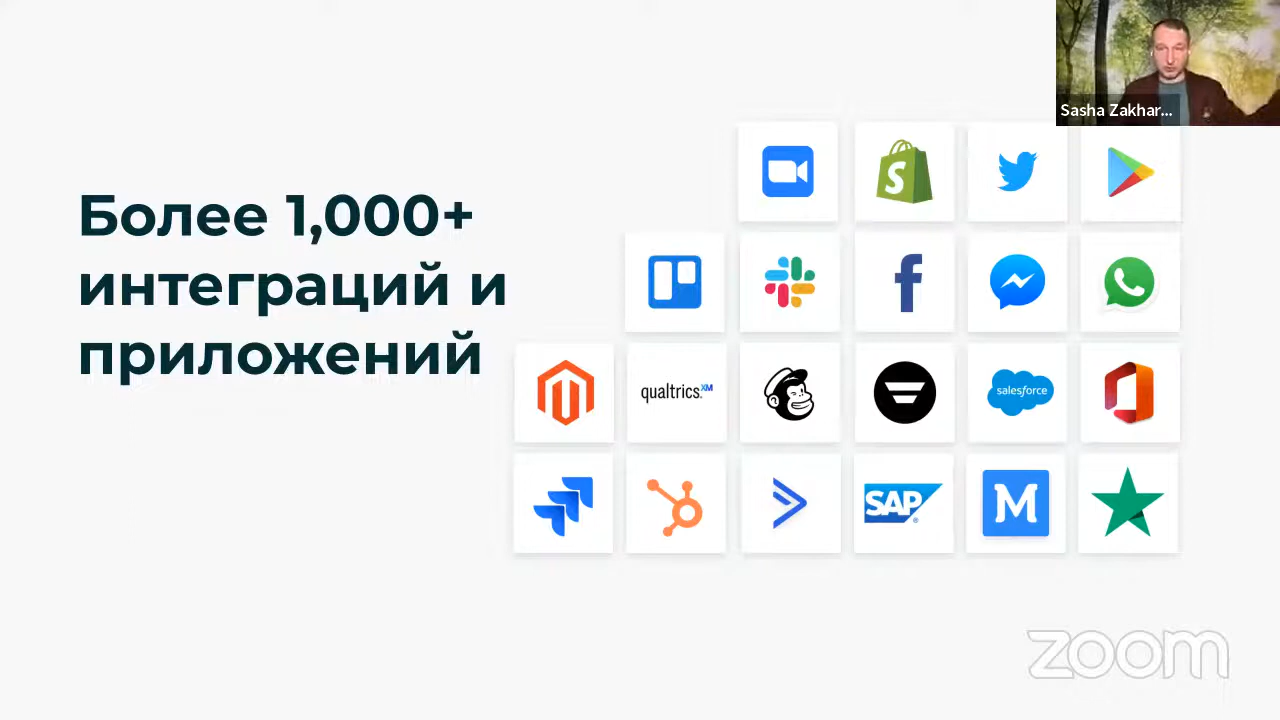 Sasha Zakhar...
Более 1,000+
интеграций и
приложений
qualtrics.XM
salesforce
SAP
zoom